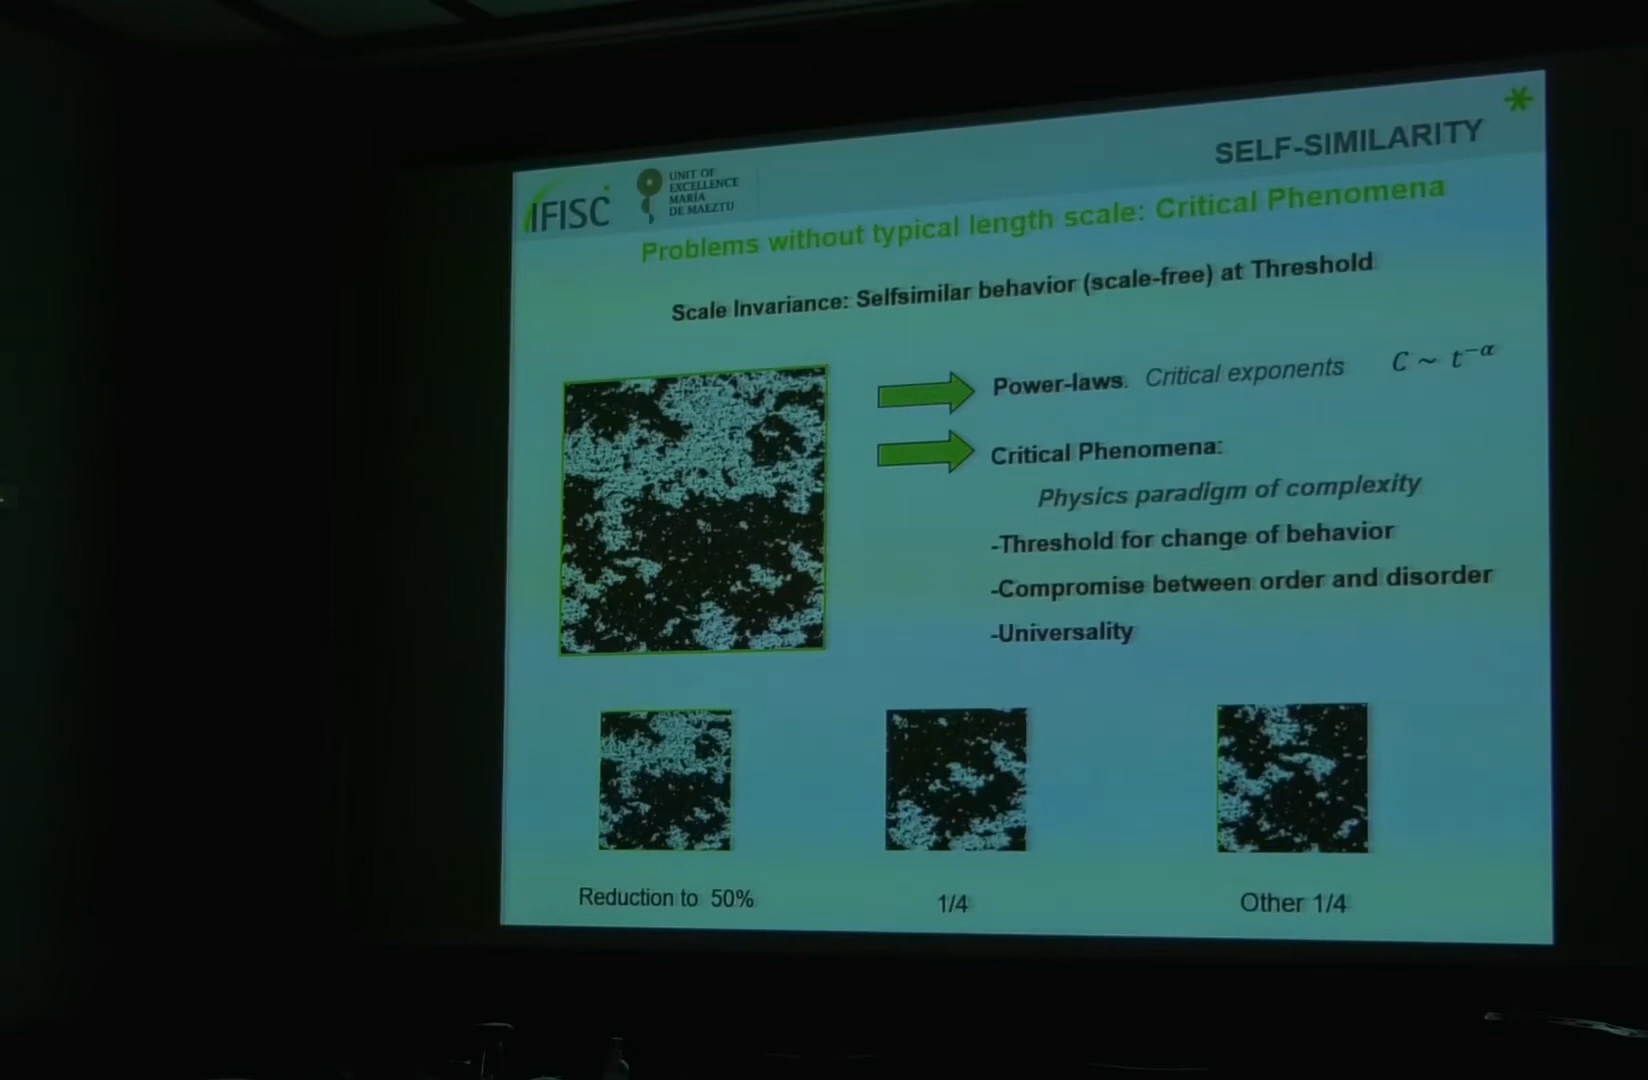 SELF-SIMILARITY
IFISC
UNIT OF
EXCELLENCE
MARÍA
DE MAEZTU
Problems without typical length scale: Critical Phenomena
Scale Invariance: Selfsimilar behavior (scale-free) at Threshold
Power-laws. Critical exponents C ~ t^{-α}
Critical Phenomena:
Physics paradigm of complexity
-Threshold for change of behavior
-Compromise between order and disorder
-Universality
Reduction to 50%
1/4
Other 1/4